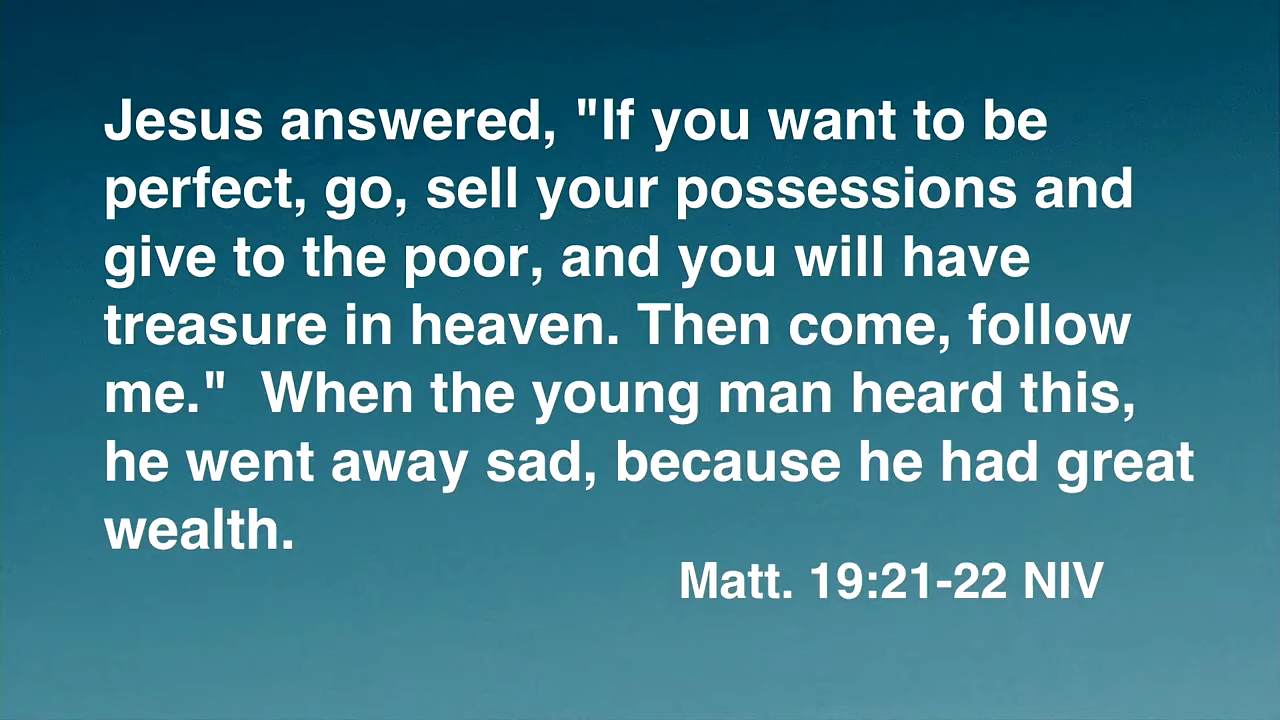 Jesus answered, "If you want to be
perfect, go, sell your possessions and
give to the poor, and you will have
treasure in heaven. Then come, follow
me."  When the young man heard this,
he went away sad, because he had great
wealth.
Matt. 19:21-22 NIV